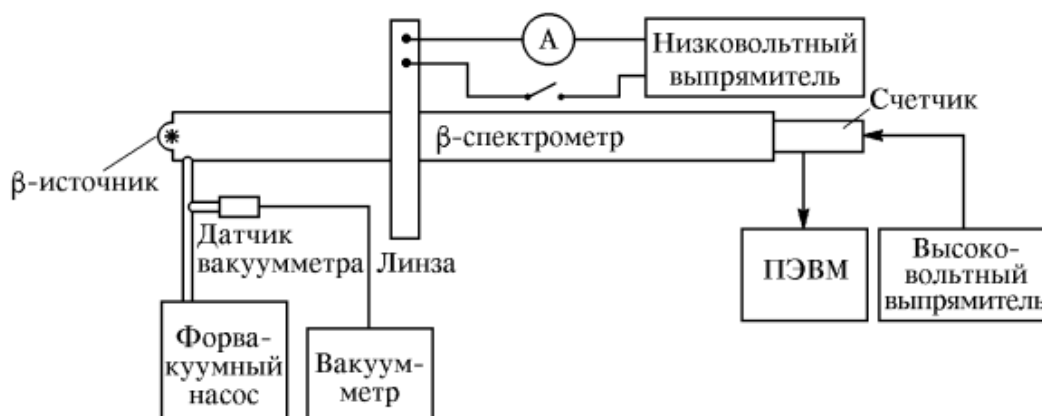 А
Низковольтный
выпрямитель
Счетчик
β-спектрометр
β-источник
Датчик
вакуумметра
Линза
ПЭВМ
Высоко-
вольтный
выпрямитель
Форва-
куумный
насос
Вакуум-
метр